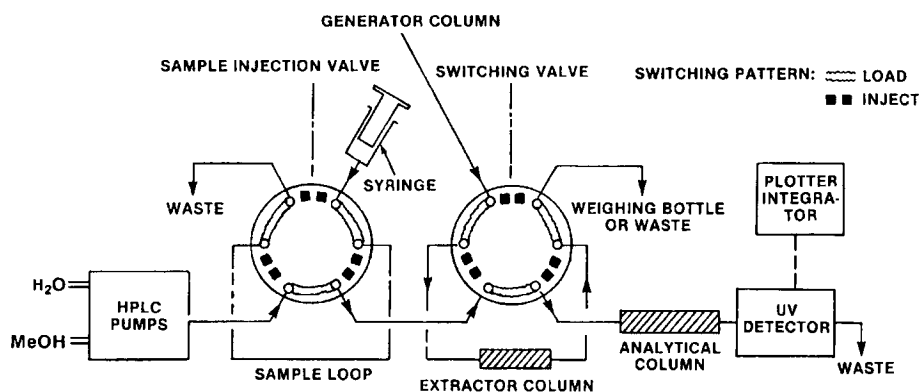 GENERATOR COLUMN
SAMPLE INJECTION VALVE
SWITCHING VALVE
SWITCHING PATTERN:
LOAD
INJECT
SYRINGE
WASTE
WEIGHING BOTTLE
OR WASTE
PLOTTER
INTEGRA-
TOR
H₂O
MeOH
HPLC
PUMPS
SAMPLE LOOP
EXTRACTOR COLUMN
ANALYTICAL
COLUMN
UV
DETECTOR
WASTE